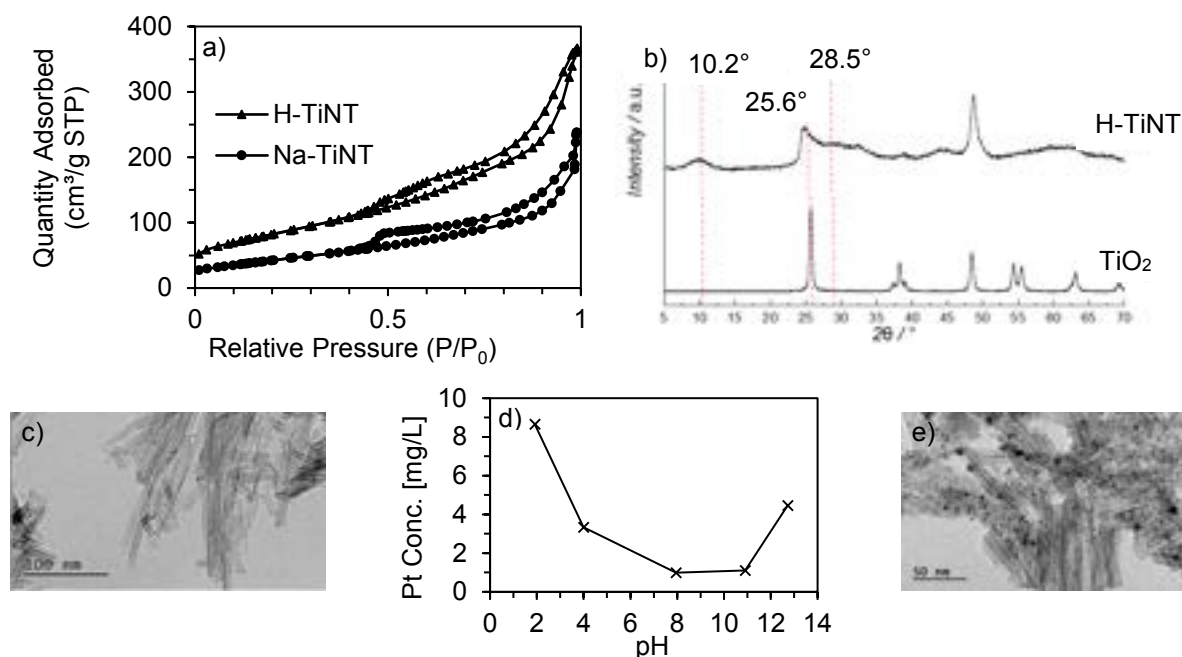 a)
400
300
200
100
0
Quantity Adsorbed
(cm³/g STP)
H-TiNT
Na-TiNT
0
0.5
1
Relative Pressure (P/P₀)
b)
10.2°
28.5°
25.6°
H-TiNT
TiO₂
Intensity / a.u.
5 10 15 20 25 30 35 40 45 50 55 60 65 70
2θ / °
c)
100 nm
d)
10
8
6
4
2
0
Pt Conc. [mg/L]
0 2 4 6 8 10 12 14
pH
e)
50 nm